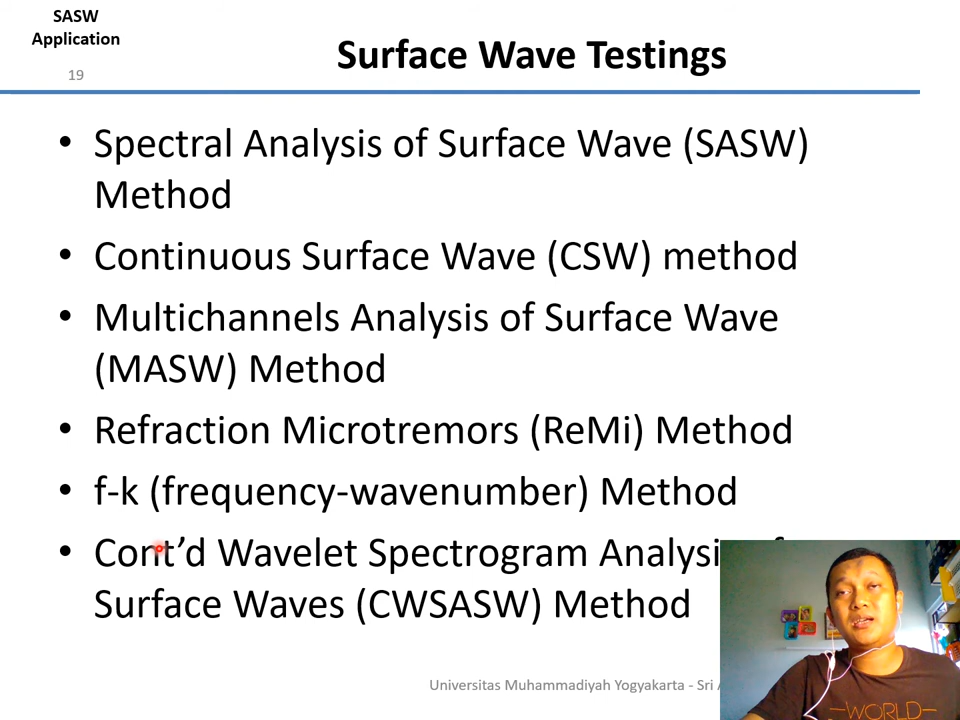 SASW
Application
19
Surface Wave Testings
• Spectral Analysis of Surface Wave (SASW)
Method
• Continuous Surface Wave (CSW) method
• Multichannels Analysis of Surface Wave
(MASW) Method
• Refraction Microtremors (ReMi) Method
• f-k (frequency-wavenumber) Method
• Cont’d Wavelet Spectrogram
Surface Waves (CWSASW) Method
Universitas Muhammadiyah Yogyakarta - Sri
WORLD